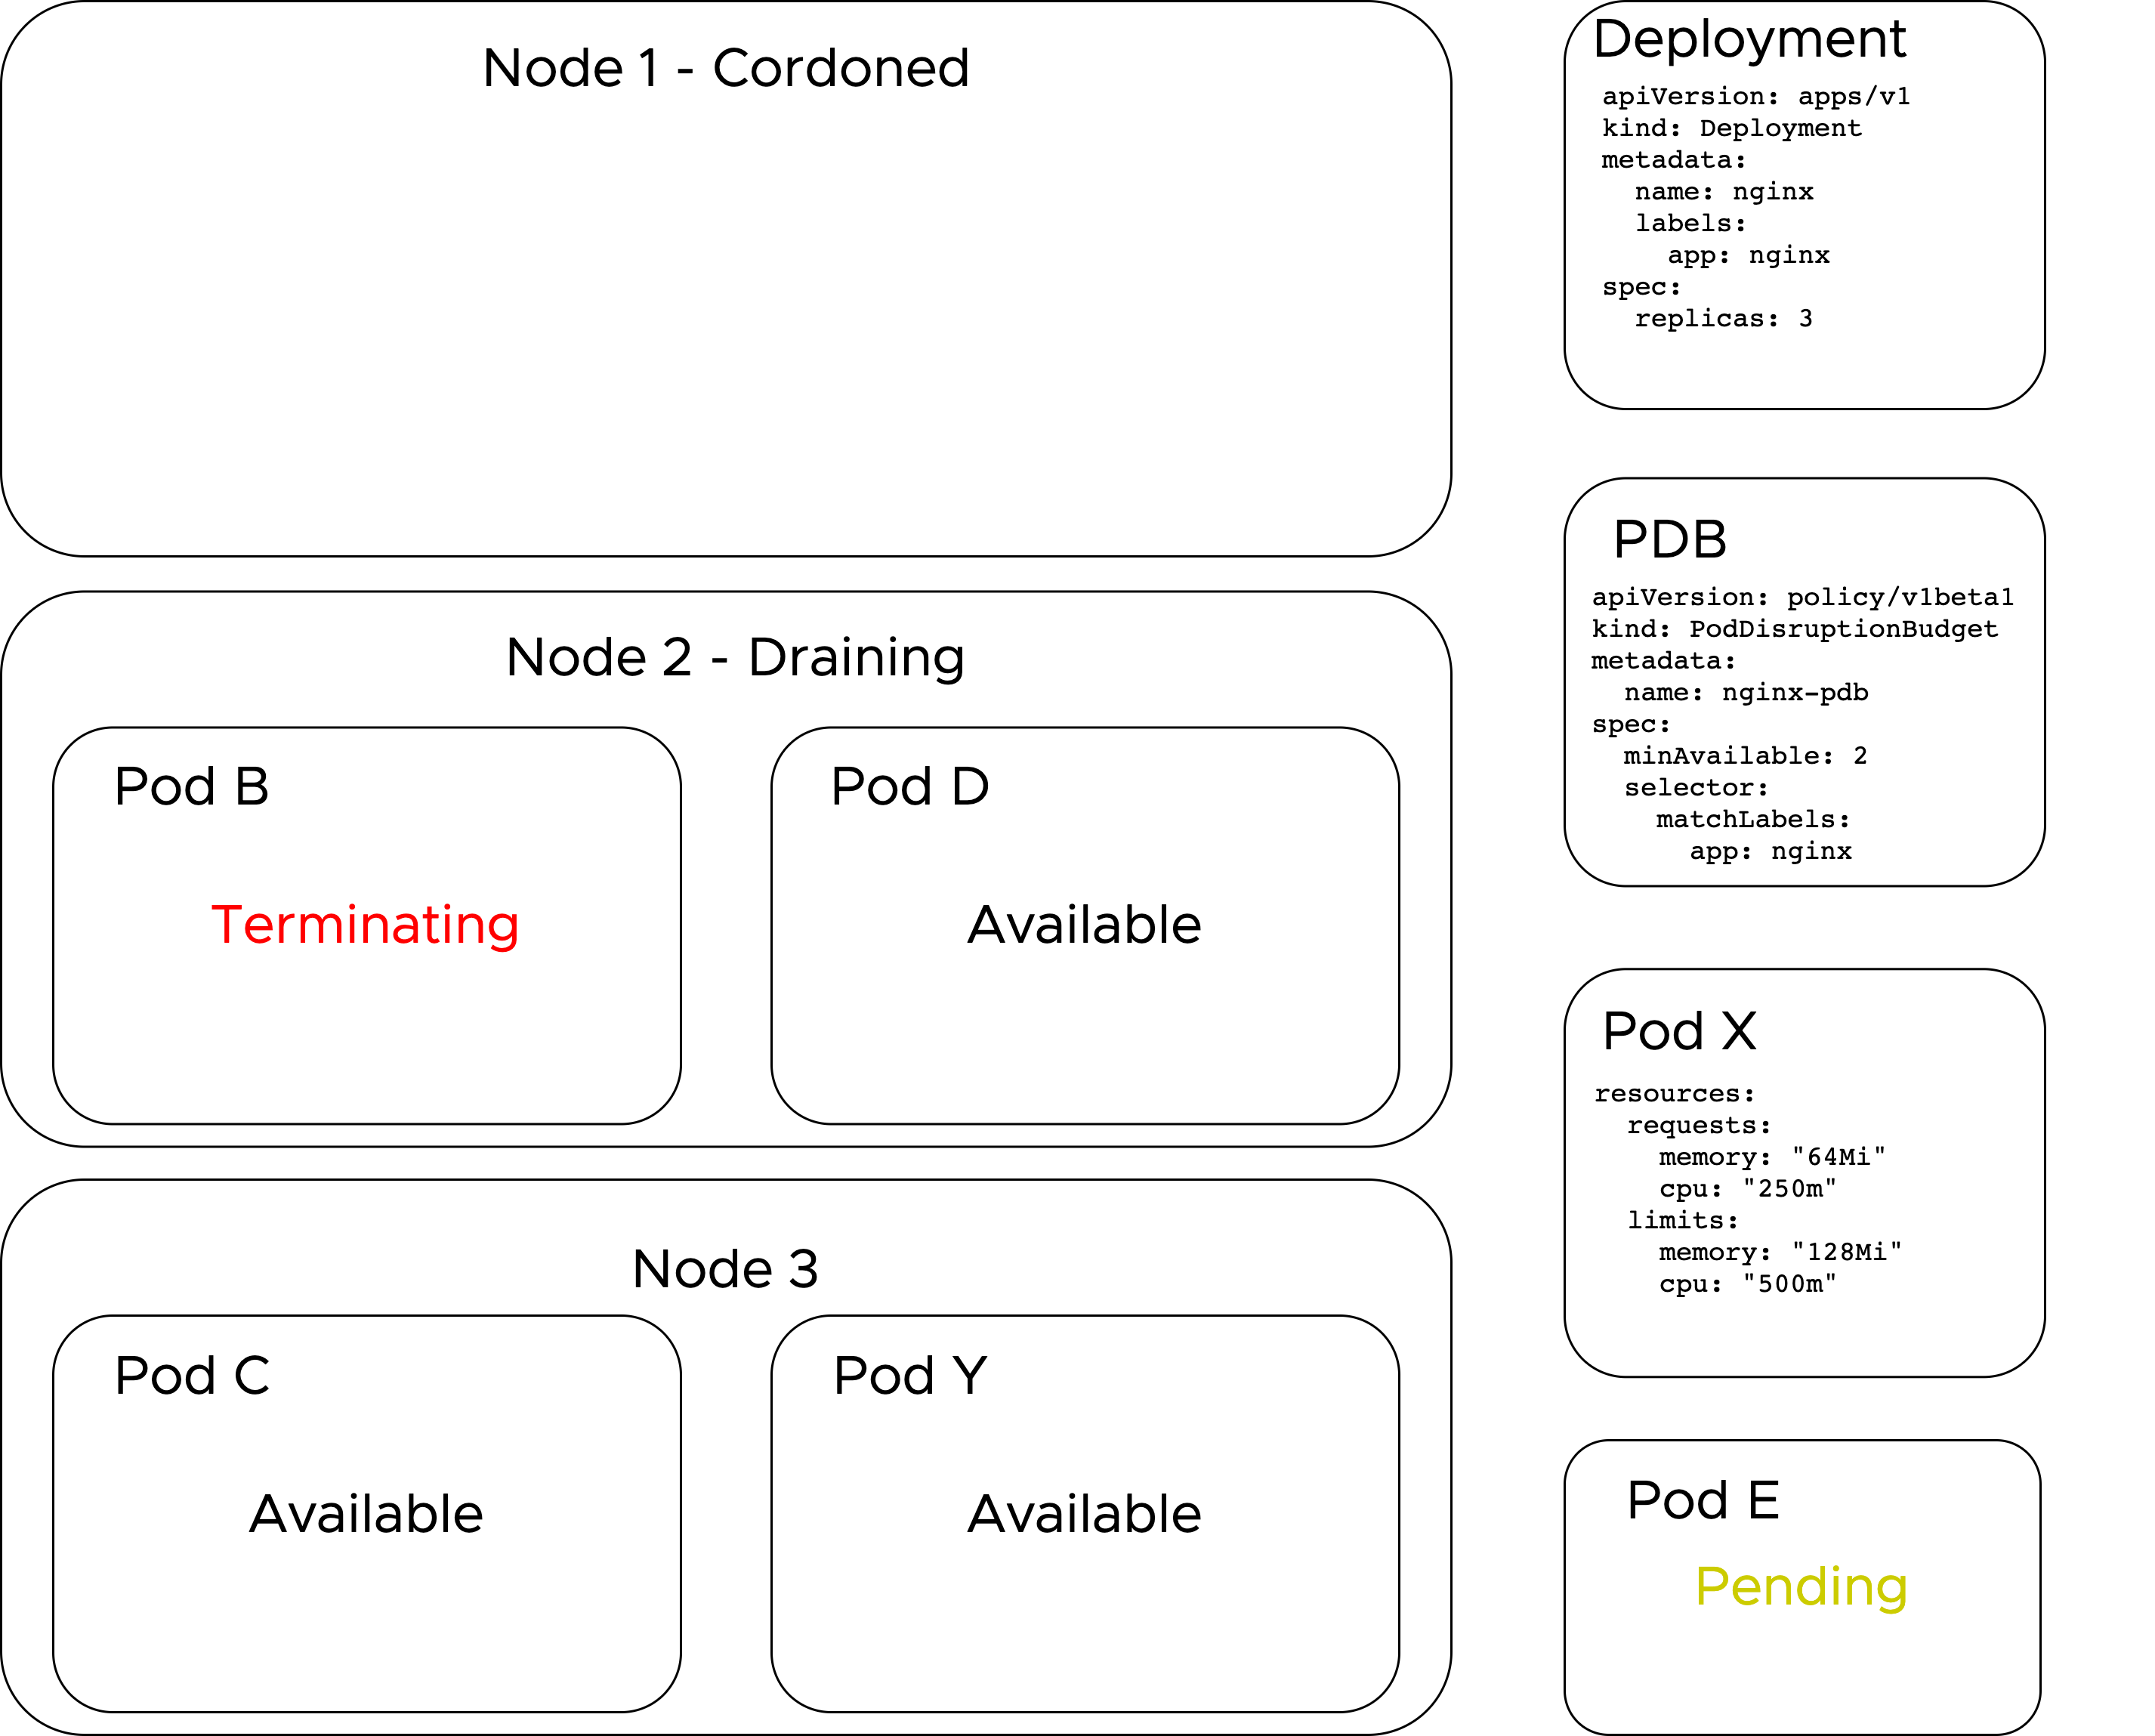 Node 1 - Cordoned
Node 2 - Draining
Pod B
Terminating
Pod D
Available
Node 3
Pod C
Available
Pod Y
Available
Deployment
apiVersion: apps/v1
kind: Deployment
metadata:
  name: nginx
  labels:
    app: nginx
spec:
  replicas: 3
PDB
apiVersion: policy/v1beta1
kind: PodDisruptionBudget
metadata:
  name: nginx-pdb
spec:
  minAvailable: 2
  selector:
    matchLabels:
      app: nginx
Pod X
resources:
  requests:
    memory: "64Mi"
    cpu: "250m"
  limits:
    memory: "128Mi"
    cpu: "500m"
Pod E
Pending